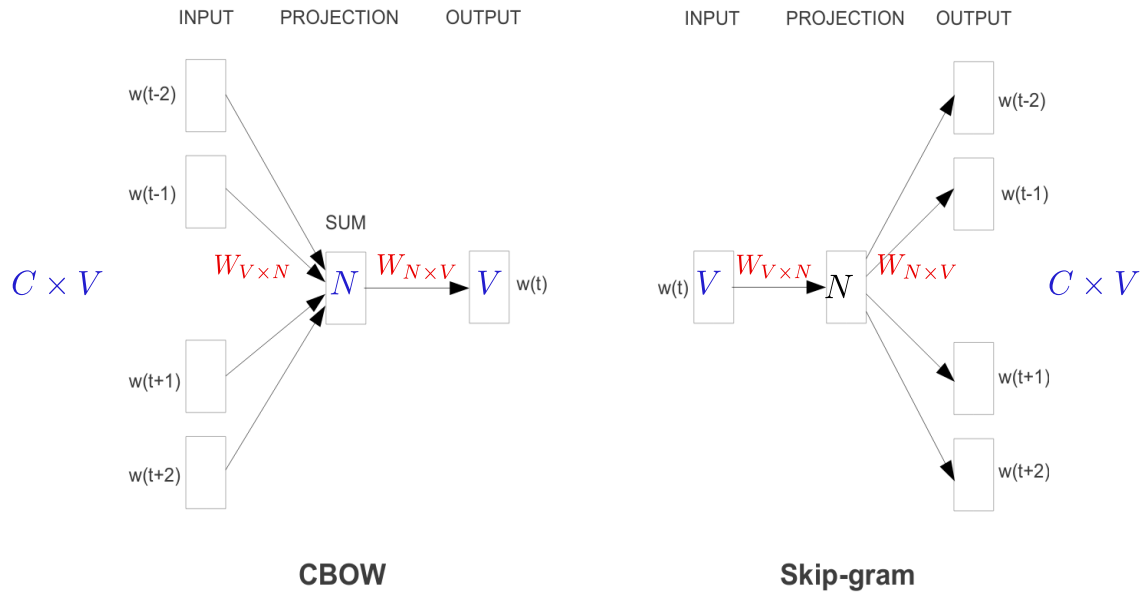 INPUT PROJECTION OUTPUT
w(t-2)
w(t-1)
SUM
C × V
W_{V×N}
N
W_{N×V}
V
w(t)
w(t+1)
w(t+2)
CBOW
INPUT PROJECTION OUTPUT
w(t-2)
w(t-1)
w(t)
V
W_{V×N}
N
W_{N×V}
C × V
w(t+1)
w(t+2)
Skip-gram